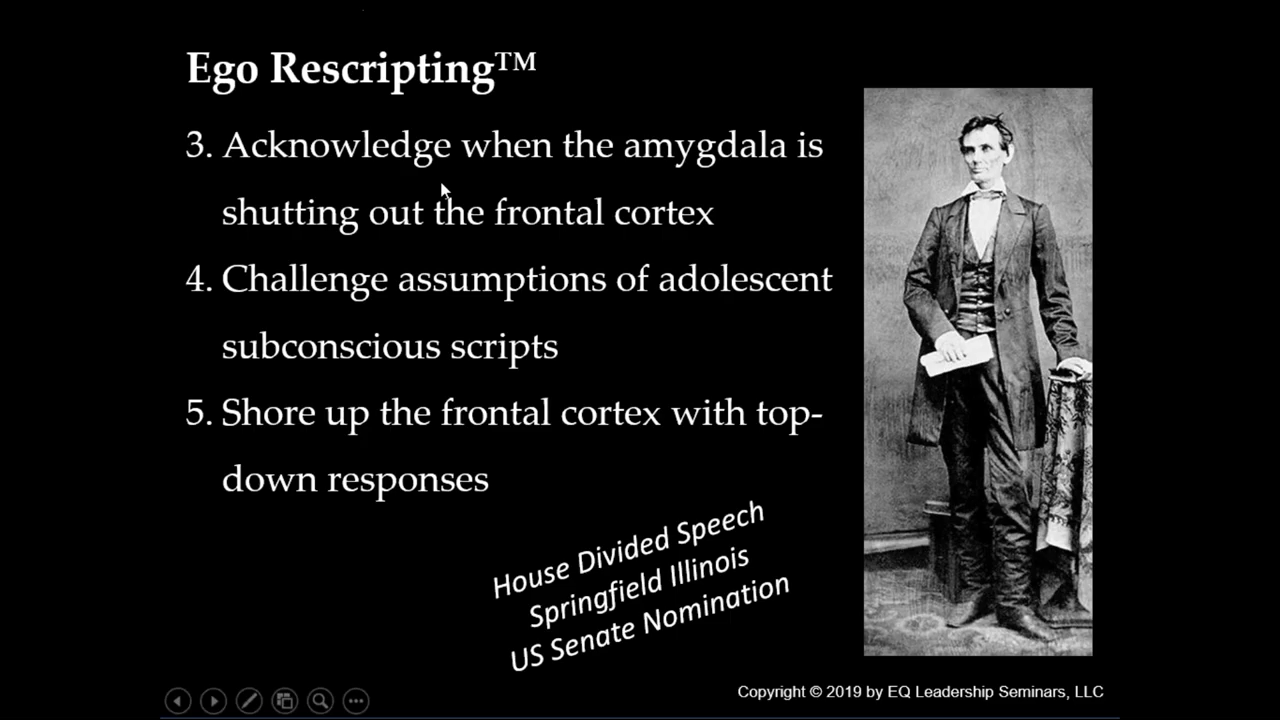 Ego Rescripting™
3. Acknowledge when the amygdala is
shutting out the frontal cortex
4. Challenge assumptions of adolescent
subconscious scripts
5. Shore up the frontal cortex with top-
down responses
House Divided Speech
Springfield Illinois
US Senate Nomination
Copyright © 2019 by EQ Leadership Seminars, LLC